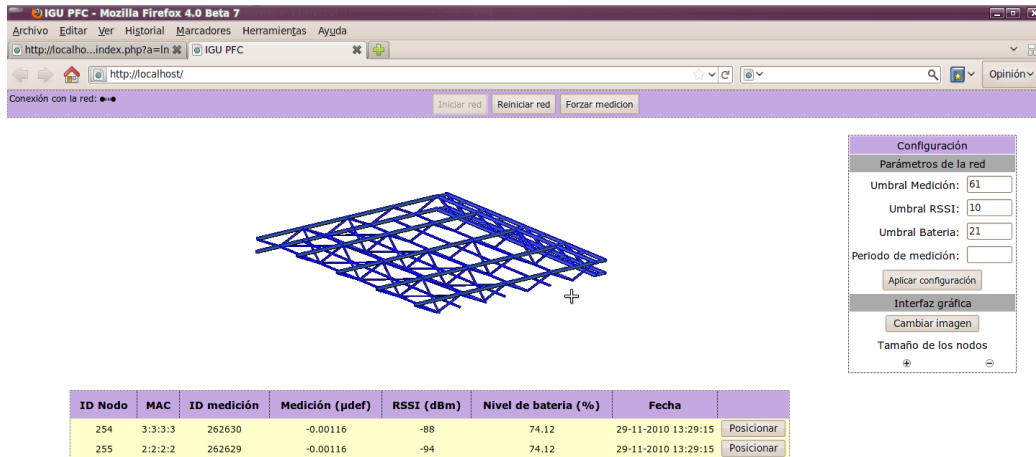 IGU PFC - Mozilla Firefox 4.0 Beta 7
Archivo Editar Ver Historial Marcadores Herramientas Ayuda
http://localho...index.php?a=ln
IGU PFC
http://localhost/
Opinión
Conexión con la red:
Iniciar red
Reiniciar red
Forzar medicion
Configuración
Parámetros de la red
Umbral Medición: 61
Umbral RSSI: 10
Umbral Bateria: 21
Periodo de medición:
Aplicar configuración
Interfaz gráfica
Cambiar imagen
Tamaño de los nodos
ID Nodo MAC ID medición Medición (µdef) RSSI (dBm) Nivel de bateria (%) Fecha
254 3:3:3:3 262630 -0.00116 -88 74.12 29-11-2010 13:29:15 Posicionar
255 2:2:2:2 262629 -0.00116 -94 74.12 29-11-2010 13:29:15 Posicionar